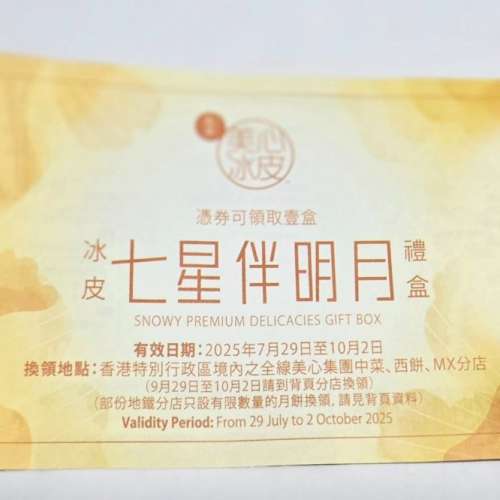 美心
冰皮
憑券可領取壹盒
冰皮 七星伴明月 禮盒
SNOWY PREMIUM DELICACIES GIFT BOX
有效日期：2025年7月29日至10月2日
換領地點：香港特別行政區境內之全線美心集團中菜、西餅、MX分店
(9月29日至10月2日請到背頁分店換領)
(部份地鐵分店只設有限數量的月餅換領，請見背頁資料)
Validity Period: From 29 July to 2 October 2025